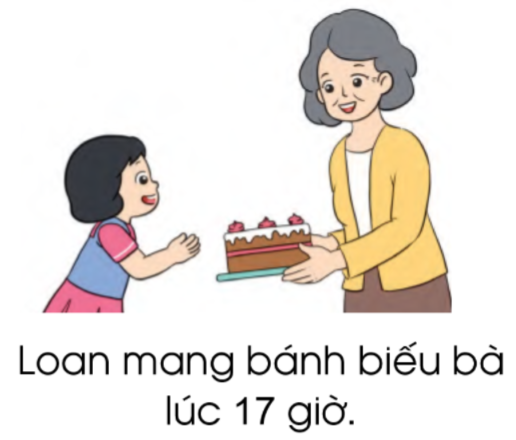 Loan mang bánh biếu bà
lúc 17 giờ.